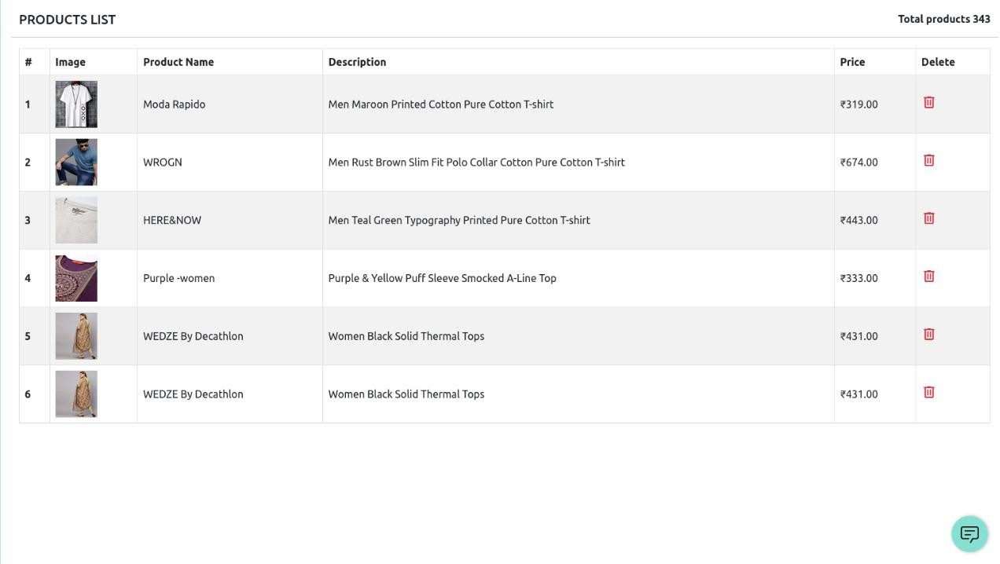 PRODUCTS LIST Total products 343
# Image Product Name Description Price Delete
1 Moda Rapido Men Maroon Printed Cotton Pure Cotton T-shirt ₹319.00
2 WROGN Men Rust Brown Slim Fit Polo Collar Cotton Pure Cotton T-shirt ₹674.00
3 HERE&NOW Men Teal Green Typography Printed Pure Cotton T-shirt ₹443.00
4 Purple -women Purple & Yellow Puff Sleeve Smocked A-Line Top ₹333.00
5 WEDZE By Decathlon Women Black Solid Thermal Tops ₹431.00
6 WEDZE By Decathlon Women Black Solid Thermal Tops ₹431.00